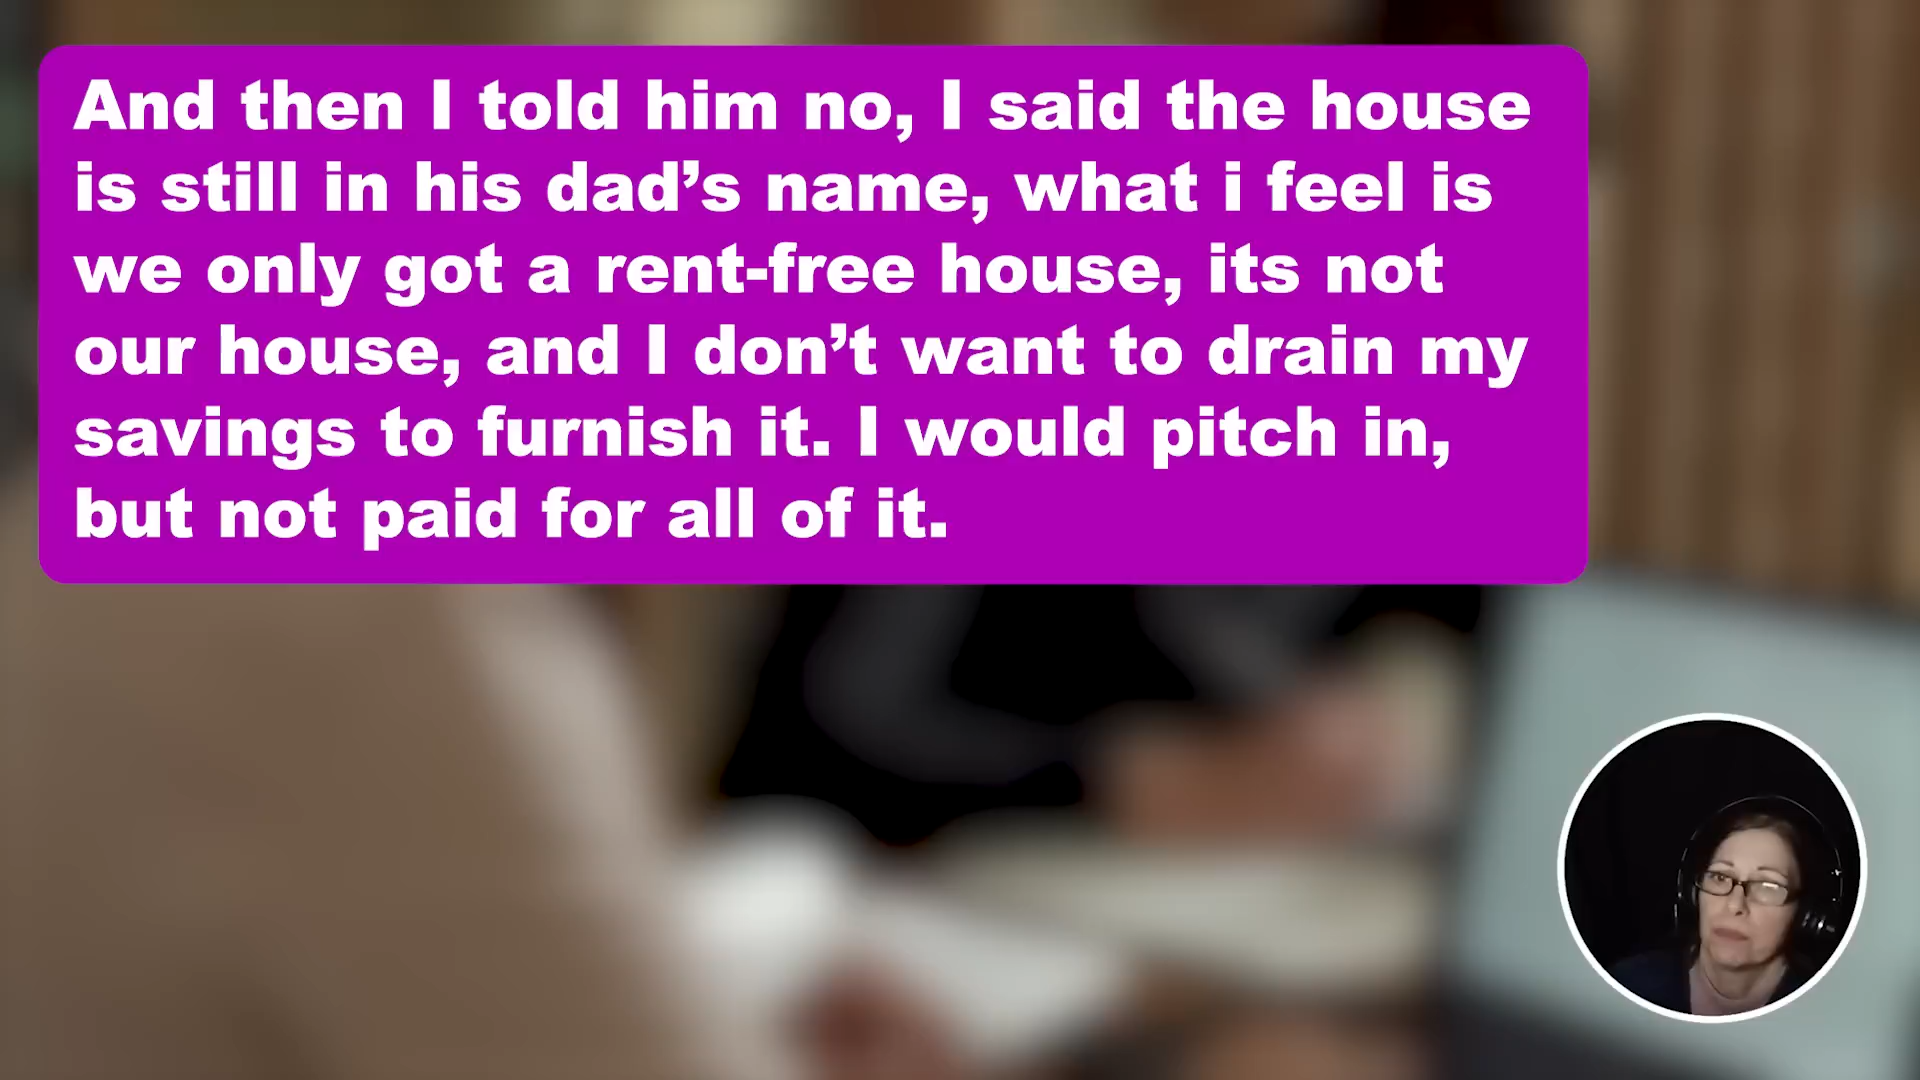 And then I told him no, I said the house
is still in his dad’s name, what i feel is
we only got a rent-free house, its not
our house, and I don’t want to drain my
savings to furnish it. I would pitch in,
but not paid for all of it.